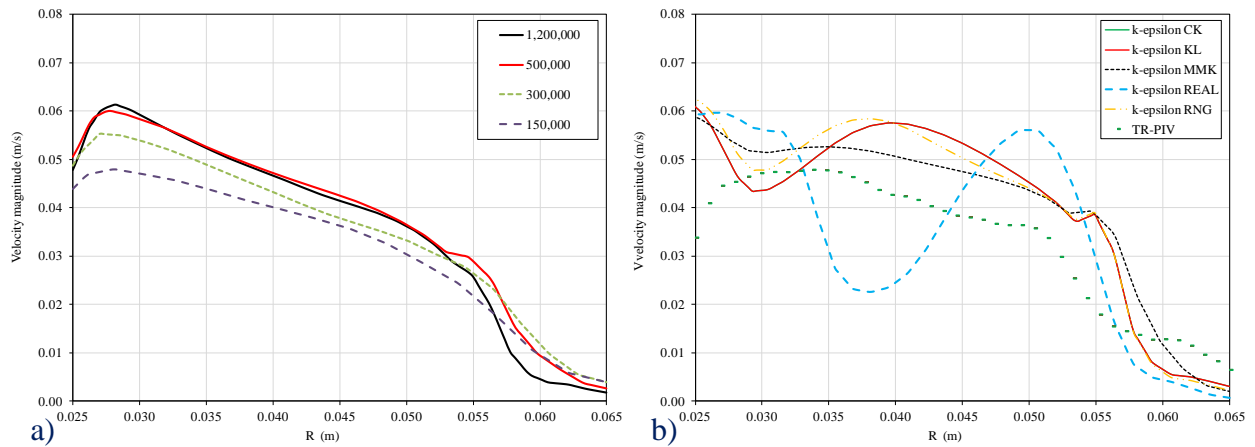 0.08
0.07
0.06
0.05
0.04
0.03
0.02
0.01
0.00
Velocity magnitude (m/s)
1,200,000
500,000
300,000
150,000
0.025 0.030 0.035 0.040 0.045 0.050 0.055 0.060 0.065
R (m)
a)
0.08
0.07
0.06
0.05
0.04
0.03
0.02
0.01
0.00
Vvelocity magnitude (m/s)
k-epsilon CK
k-epsilon KL
k-epsilon MMK
k-epsilon REAL
k-epsilon RNG
TR-PIV
0.025 0.030 0.035 0.040 0.045 0.050 0.055 0.060 0.065
R (m)
b)